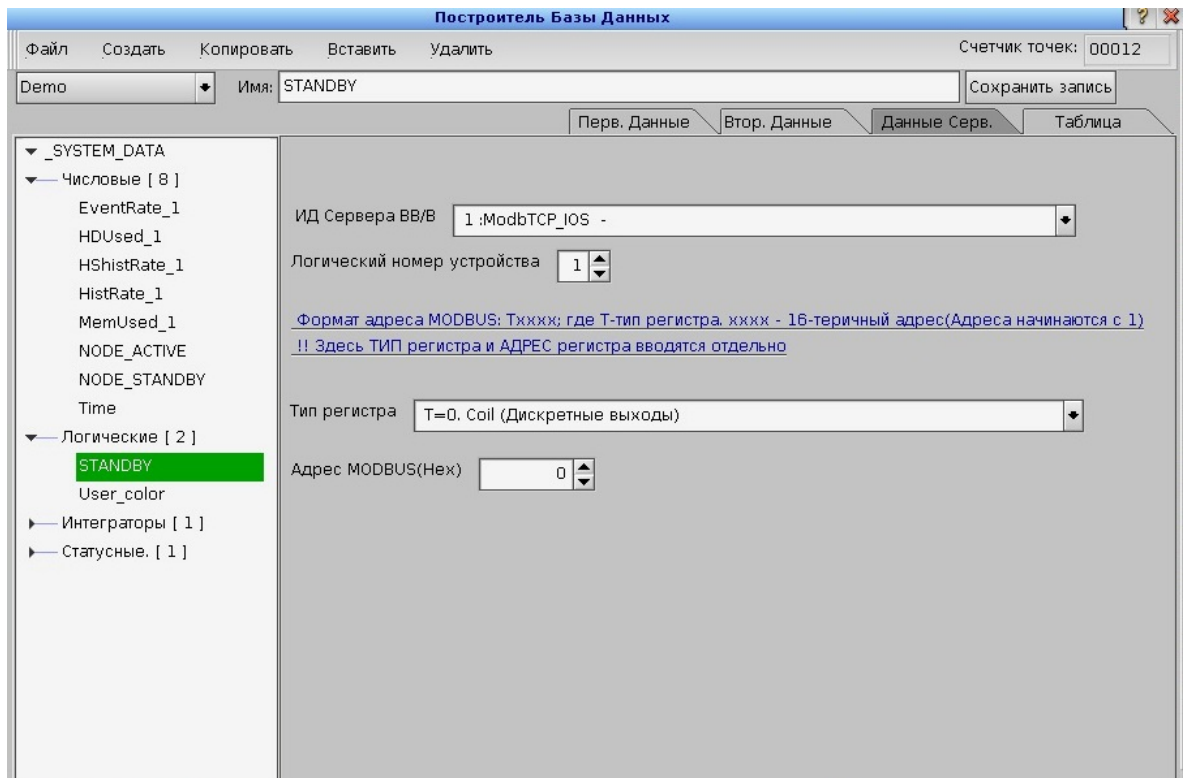 Построитель Базы Данных
?
Файл Создать Копировать Вставить Удалить Счетчик точек: 00012
Demo Имя: STANDBY Сохранить запись
Перв. Данные Втор. Данные Данные Серв. Таблица
_SYSTEM_DATA
Числовые [ 8 ]
EventRate_1
HDUsed_1
HShistRate_1
HistRate_1
MemUsed_1
NODE_ACTIVE
NODE_STANDBY
Time
Логические [ 2 ]
STANDBY
User_color
Интеграторы [ 1 ]
Статусные. [ 1 ]
ИД Сервера ВВ/В 1 :ModbTCP_IOS -
Логический номер устройства 1
Формат адреса MODBUS: Тхххх; где Т-тип регистра. хххх - 16-теричный адрес(Адреса начинаются с 1)
!! Здесь ТИП регистра и АДРЕС регистра вводятся отдельно
Тип регистра Т=0. Coil (Дискретные выходы)
Адрес MODBUS(Hex) 0